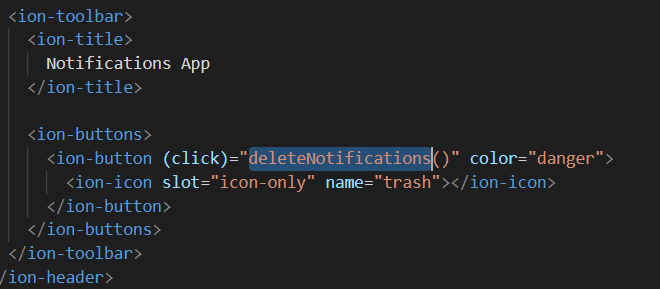 <ion-toolbar>
<ion-title>
Notifications App
</ion-title>
<ion-buttons>
<ion-button (click)="deleteNotifications()" color="danger">
<ion-icon slot="icon-only" name="trash"></ion-icon>
</ion-button>
</ion-buttons>
</ion-toolbar>
/ion-header>